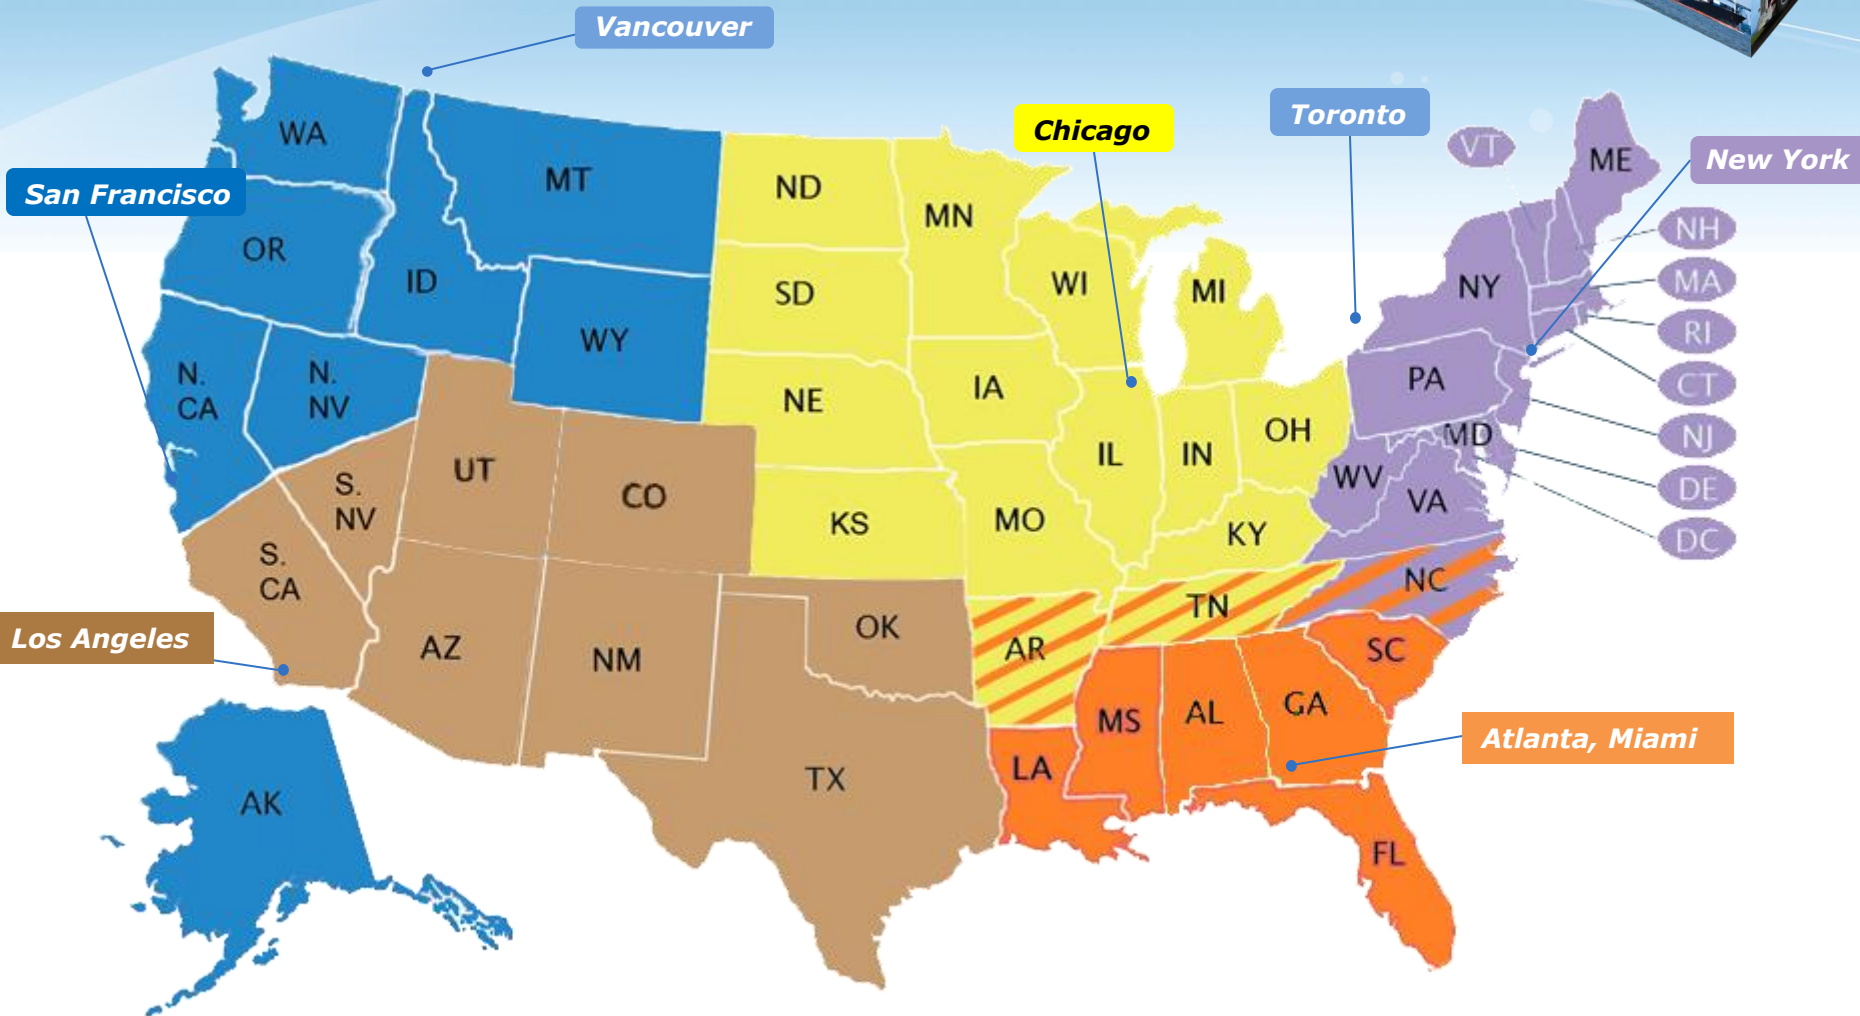 Vancouver
Chicago
Toronto
VT
New York
WA
MT
ND
MN
ME
San Francisco
OR
ID
SD
WI
MI
NY
NH
MA
RI
WY
N.
CA
N.
NV
NE
IA
PA
CT
UT
CO
IL
IN
OH
MD
NJ
S.
NV
KS
MO
KY
WV
VA
DE
DC
S.
CA
TN
NC
Los Angeles
AZ
NM
OK
AR
SC
MS
AL
GA
Atlanta, Miami
TX
LA
AK
FL